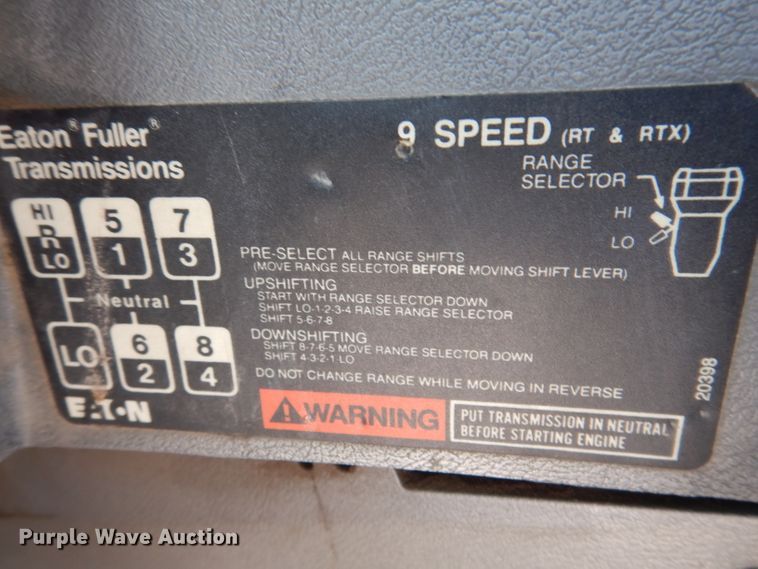 Eaton® Fuller®
Transmissions
9 SPEED (RT & RTX)
RANGE
SELECTOR
HI
LO
HI
R
LO
5
1
7
3
Neutral
LO
6
2
8
4
EATON
PRE-SELECT ALL RANGE SHIFTS
(MOVE RANGE SELECTOR BEFORE MOVING SHIFT LEVER)
UPSHIFTING
START WITH RANGE SELECTOR DOWN
SHIFT LO-1-2-3-4 RAISE RANGE SELECTOR
SHIFT 5-6-7-8
DOWNSHIFTING
SHIFT 8-7-6-5 MOVE RANGE SELECTOR DOWN
SHIFT 4-3-2-1 LO
DO NOT CHANGE RANGE WHILE MOVING IN REVERSE
WARNING
PUT TRANSMISSION IN NEUTRAL
BEFORE STARTING ENGINE
20398
Purple Wave Auction